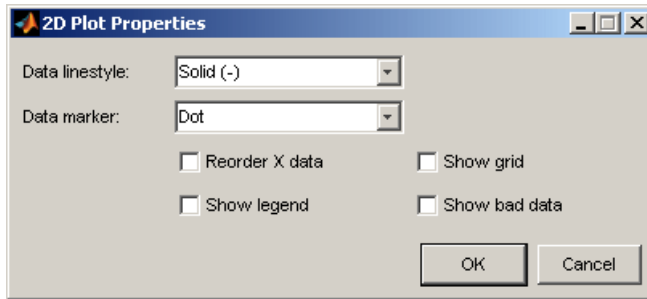 2D Plot Properties
Data linestyle: Solid (-)
Data marker: Dot
Reorder X data Show grid
Show legend Show bad data
OK Cancel